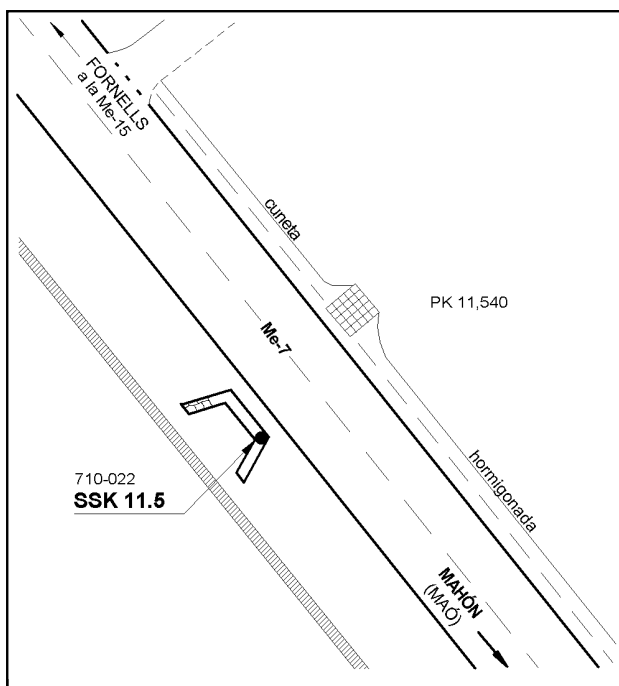 FORNELLS
a la Me-15
cuneta
PK 11,540
Me-7
710-022
SSK 11.5
hormigonada
MAHÓN
(MAÓ)